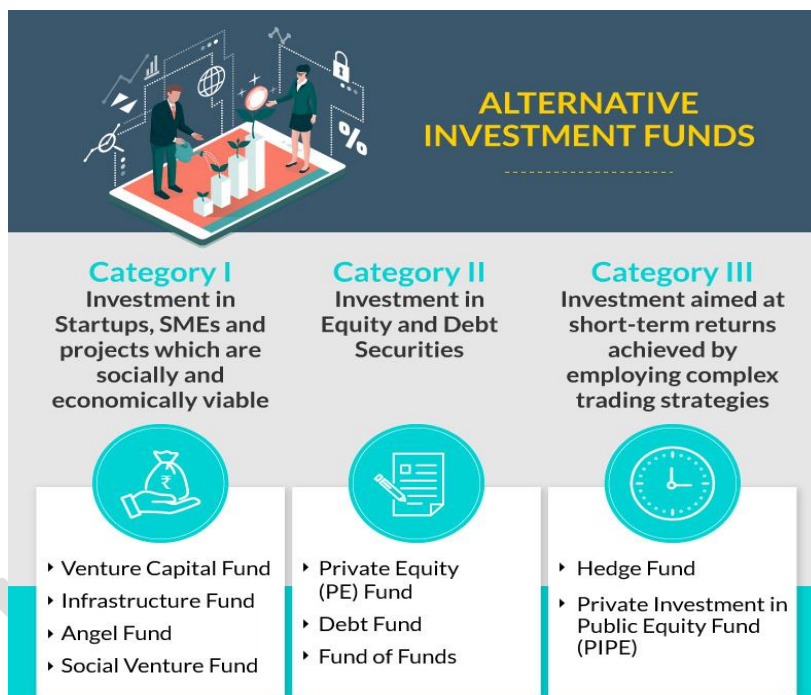 ALTERNATIVE
INVESTMENT FUNDS
%
Category I
Investment in
Startups, SMEs and
projects which are
socially and
economically viable
₹
‣ Venture Capital Fund
‣ Infrastructure Fund
‣ Angel Fund
‣ Social Venture Fund
Category II
Investment in
Equity and Debt
Securities
‣ Private Equity
(PE) Fund
‣ Debt Fund
‣ Fund of Funds
Category III
Investment aimed at
short-term returns
achieved by
employing complex
trading strategies
‣ Hedge Fund
‣ Private Investment in
Public Equity Fund
(PIPE)